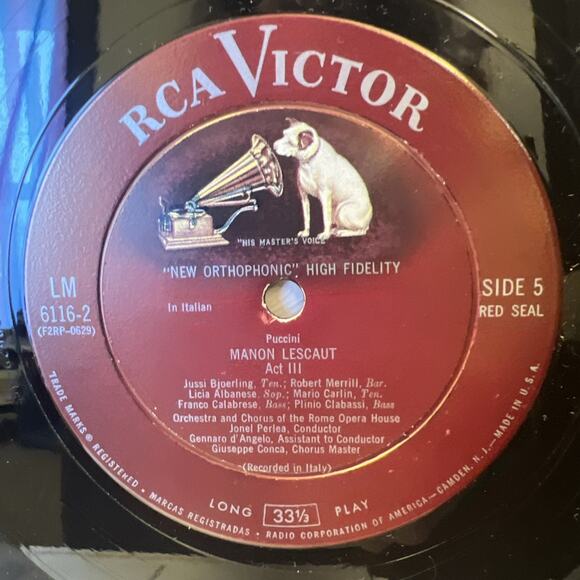 RCA VICTOR
"HIS MASTER'S VOICE"
"NEW ORTHOPHONIC" HIGH FIDELITY
LM
6116-2
(F2RP-0629)
SIDE 5
RED SEAL
In Italian
Puccini
MANON LESCAUT
Act III
Jussi Bjoerling, Ten.; Robert Merrill, Bar.
Licia Albanese, Sop.; Mario Carlin, Ten.
Franco Calabrese, Bass; Plinio Clabassi, Bass
Orchestra and Chorus of the Rome Opera House
Jonel Perlea, Conductor
Gennaro d'Angelo, Assistant to Conductor
Giuseppe Conca, Chorus Master
(Recorded in Italy)
LONG 33⅓ PLAY
TRADE MARKS ® REGISTERED • MARCAS REGISTRADAS • RADIO CORPORATION OF AMERICA—CAMDEN, N. J.—MADE IN U.S.A.